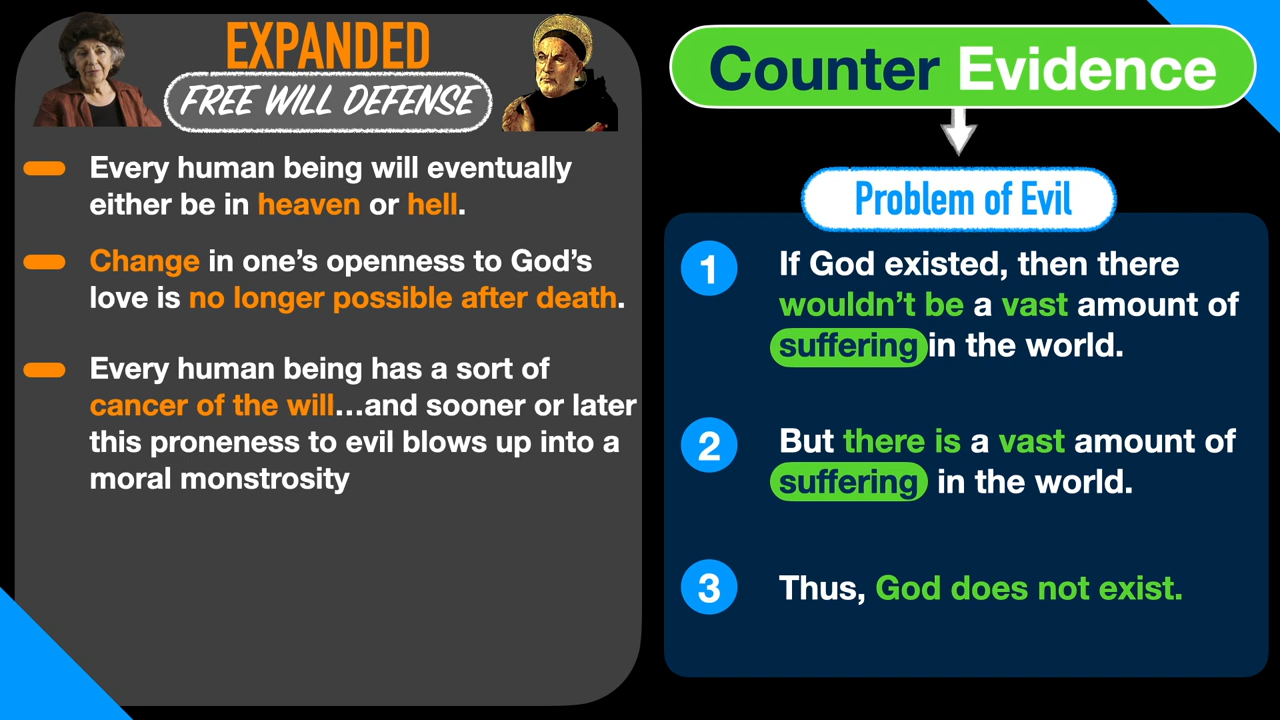 EXPANDED
FREE WILL DEFENSE
Every human being will eventually
either be in heaven or hell.
Change in one's openness to God's
love is no longer possible after death.
Every human being has a sort of
cancer of the will...and sooner or later
this proneness to evil blows up into a
moral monstrosity
Counter Evidence
Problem of Evil
1
If God existed, then there
wouldn't be a vast amount of
suffering in the world.
2
But there is a vast amount of
suffering in the world.
3
Thus, God does not exist.